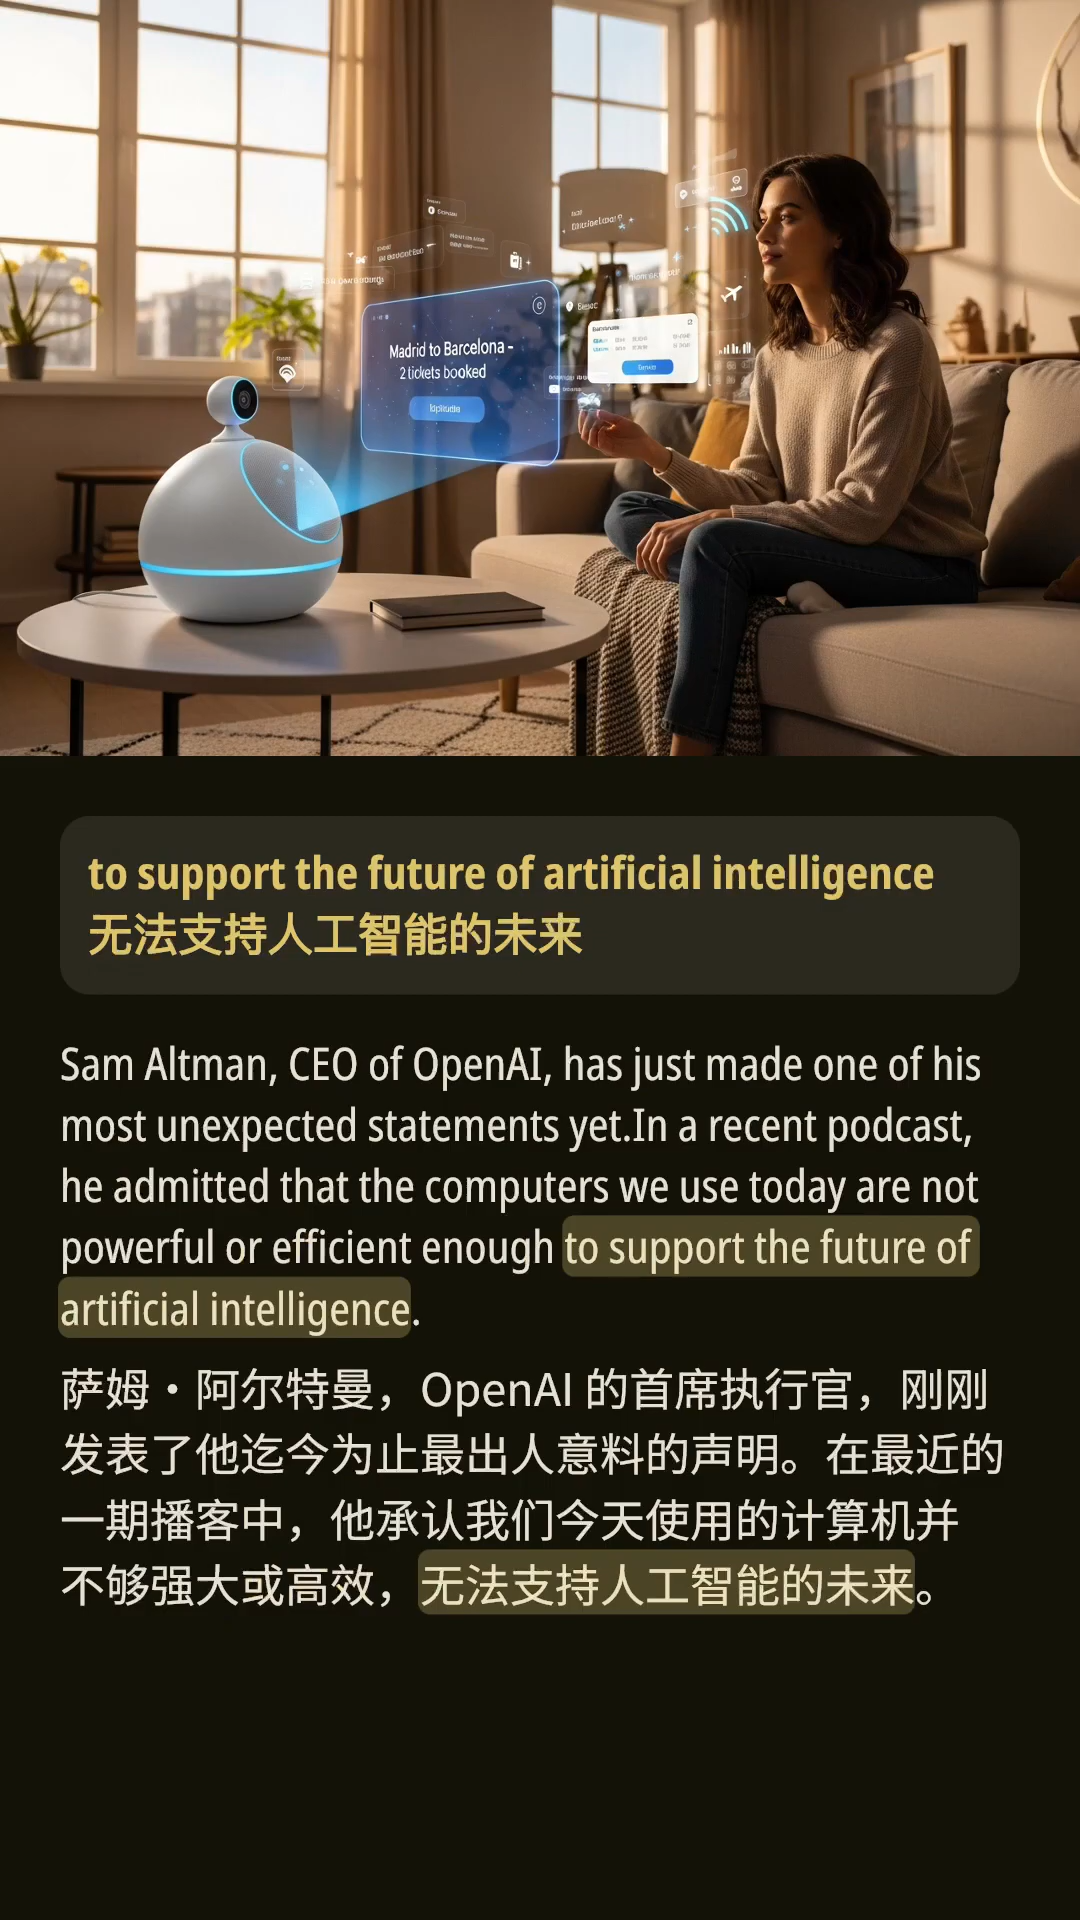 Madrid to Barcelona -
2 tickets booked
to support the future of artificial intelligence
无法支持人工智能的未来
Sam Altman, CEO of OpenAI, has just made one of his
most unexpected statements yet.In a recent podcast,
he admitted that the computers we use today are not
powerful or efficient enough to support the future of
artificial intelligence.
萨姆·阿尔特曼，OpenAI 的首席执行官，刚刚
发表了他迄今为止最出人意料的声明。在最近的
一期播客中，他承认我们今天使用的计算机并
不够强大或高效，无法支持人工智能的未来。